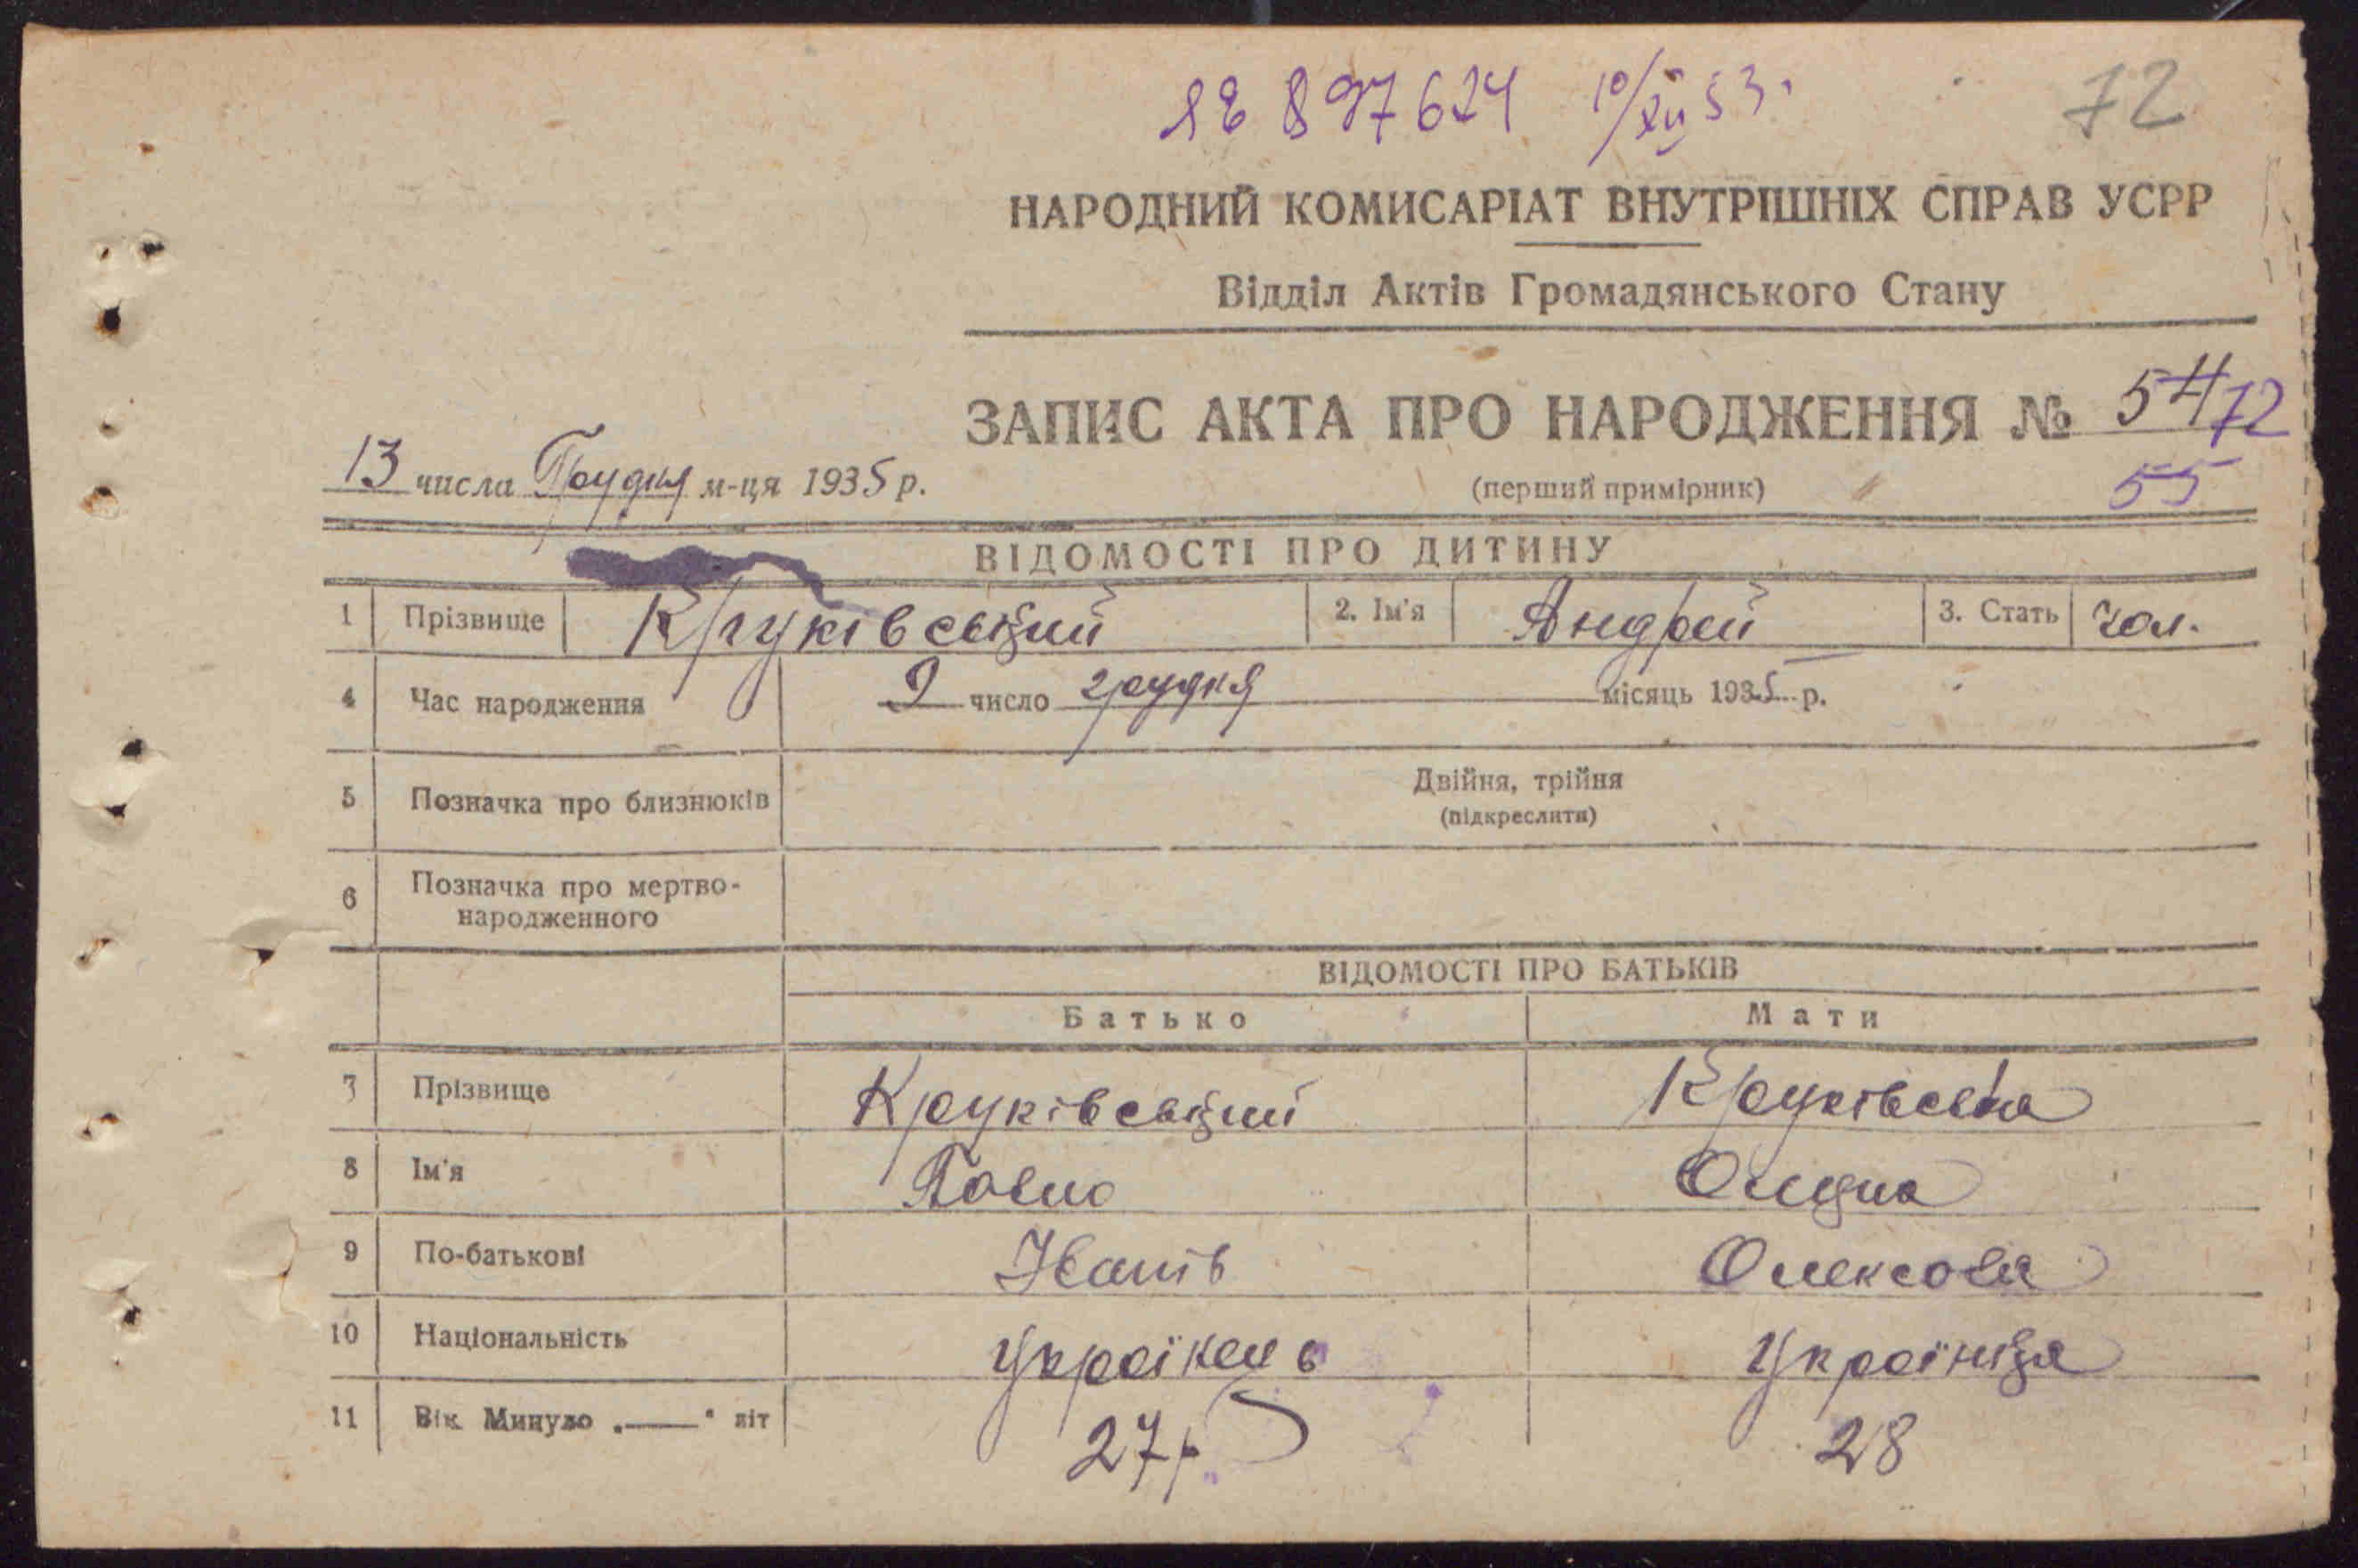 897624 10/XII 53.
72
НАРОДНИЙ КОМИСАРІАТ ВНУТРІШНІХ СПРАВ УСРР
Відділ Актів Громадянського Стану
ЗАПИС АКТА ПРО НАРОДЖЕННЯ № 54/72
13 числа Грудня м-ця 1935 р.
(перший примірник)
55
ВІДОМОСТІ ПРО ДИТИНУ
1 Прізвище Круківський 2. Ім'я Андрей 3. Стать чол.
4 Час народження 9 число грудня місяць 1935 р.
5 Позначка про близнюків Двійня, трійня
(підкреслити)
6 Позначка про мертво-
народженного
ВІДОМОСТІ ПРО БАТЬКІВ
Батько Мати
7 Прізвище Круківський Круківська
8 Ім'я Павло
9 По-батькові Іванів Олексова
10 Національність Українець Україніця
11 Вік. Минуло „——“ літ 27 р. 28